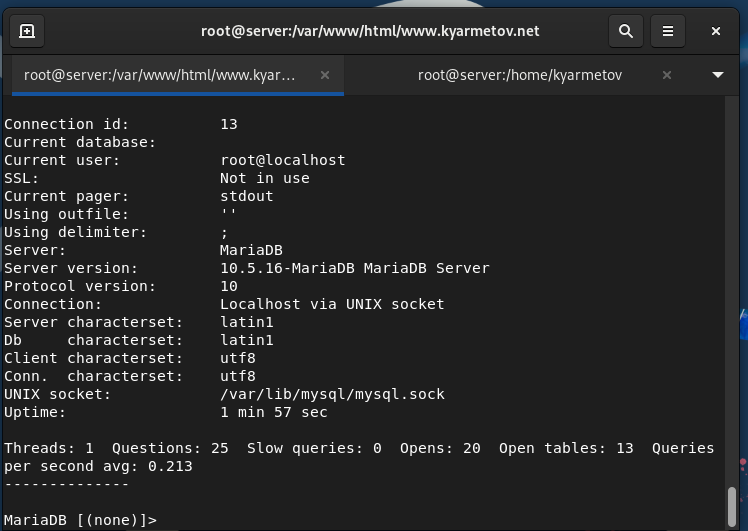 root@server:/var/www/html/www.kyarmetov.net
root@server:/var/www/html/www.kyar...
root@server:/home/kyarmetov
Connection id: 13
Current database:
Current user: root@localhost
SSL: Not in use
Current pager: stdout
Using outfile: ''
Using delimiter: ;
Server: MariaDB
Server version: 10.5.16-MariaDB MariaDB Server
Protocol version: 10
Connection: Localhost via UNIX socket
Server characterset: latin1
Db characterset: latin1
Client characterset: utf8
Conn. characterset: utf8
UNIX socket: /var/lib/mysql/mysql.sock
Uptime: 1 min 57 sec
Threads: 1 Questions: 25 Slow queries: 0 Opens: 20 Open tables: 13 Queries
per second avg: 0.213
--------------
MariaDB [(none)]>